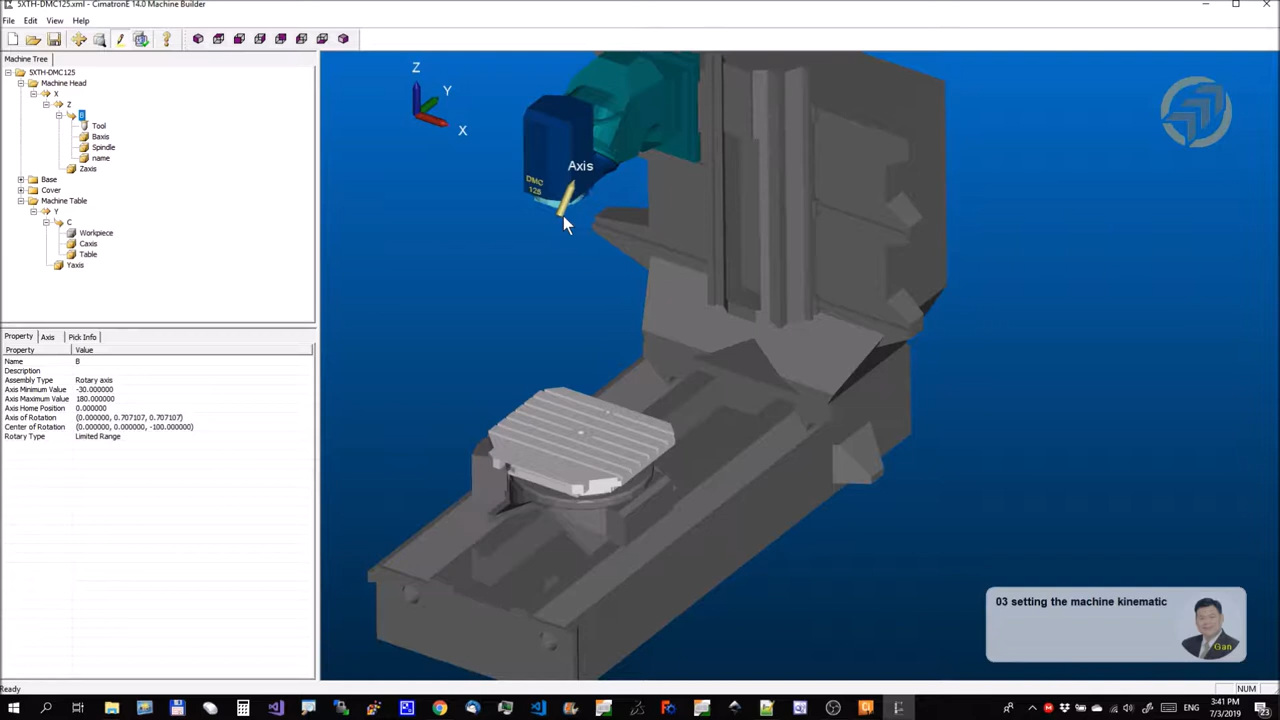 5XTH-DMC125.xml - CimatronE 14.0 Machine Builder
File Edit View Help
Machine Tree
5XTH-DMC125
Machine Head
X
Z
B
Tool
Baxis
Spindle
name
Zaxis
Base
Cover
Machine Table
Y
C
Workpiece
Caxis
Table
Yaxis
Property Axis Pick Info
Property Value
Name B
Description
Assembly Type Rotary axis
Axis Minimum Value -30.000000
Axis Maximum Value 180.000000
Axis Home Position 0.000000
Axis of Rotation (0.000000, 0.707107, 0.707107)
Center of Rotation (0.000000, 0.000000, -100.000000)
Rotary Type Limited Range
Z
Y
X
Axis
DMC
125
03 setting the machine kinematic
Gan
Ready
NUM
ENG
3:41 PM
7/3/2019
23